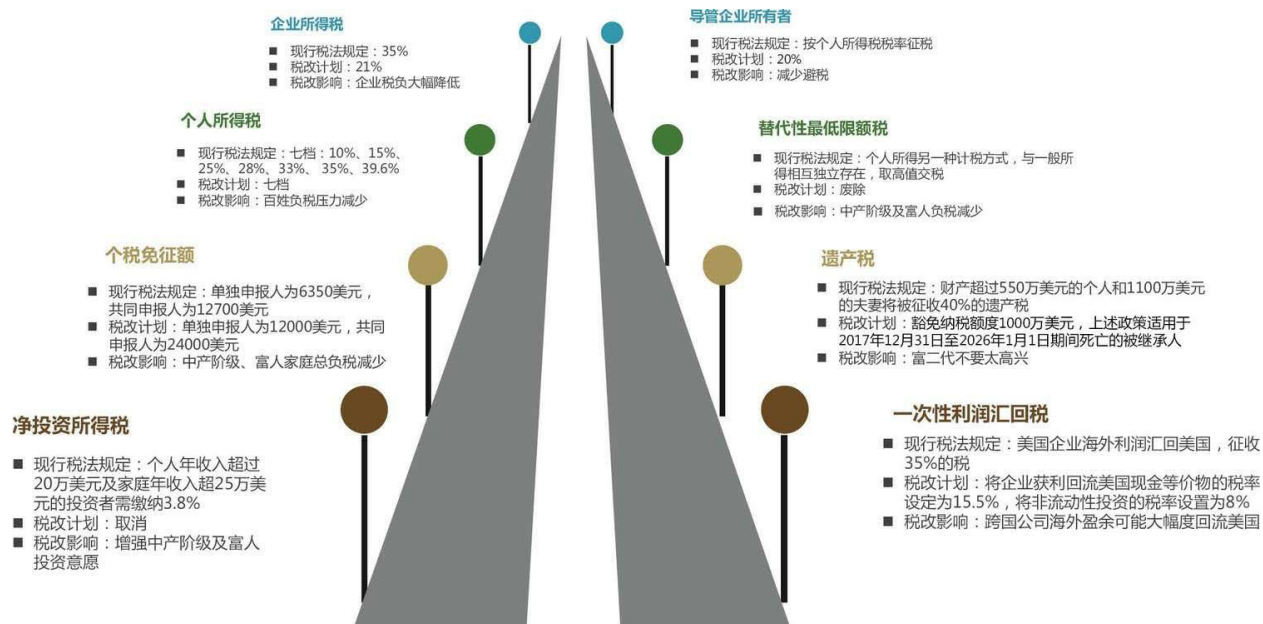 企业所得税
■ 现行税法规定：35%
■ 税改计划：21%
■ 税改影响：企业税负大幅降低
个人所得税
■ 现行税法规定：七档：10%、15%、
25%、28%、33%、 35%、39.6%
■ 税改计划：七档
■ 税改影响：百姓负税压力减少
个税免征额
■ 现行税法规定：单独申报人为6350美元，
共同申报人为12700美元
■ 税改计划：单独申报人为12000美元，共同
申报人为24000美元
■ 税改影响：中产阶级、富人家庭总负税减少
净投资所得税
■ 现行税法规定：个人年收入超过
20万美元及家庭年收入超25万美
元的投资者需缴纳3.8%
■ 税改计划：取消
■ 税改影响：增强中产阶级及富人
投资意愿
导管企业所有者
■ 现行税法规定：按个人所得税税率征税
■ 税改计划：20%
■ 税改影响：减少避税
替代性最低限额税
■ 现行税法规定：个人所得另一种计税方式，与一般所
得相互独立存在，取高值交税
■ 税改计划：废除
■ 税改影响：中产阶级及富人负税减少
遗产税
■ 现行税法规定：财产超过550万美元的个人和1100万美元
的夫妻将被征收40%的遗产税
■ 税改计划：豁免纳税额度1000万美元，上述政策适用于
2017年12月31日至2026年1月1日期间死亡的被继承人
■ 税改影响：富二代不要太高兴
一次性利润汇回税
■ 现行税法规定：美国企业海外利润汇回美国，征收
35%的税
■ 税改计划：将企业获利回流美国现金等价物的税率
设定为15.5%，将非流动性投资的税率设置为8%
■ 税改影响：跨国公司海外盈余可能大幅度回流美国